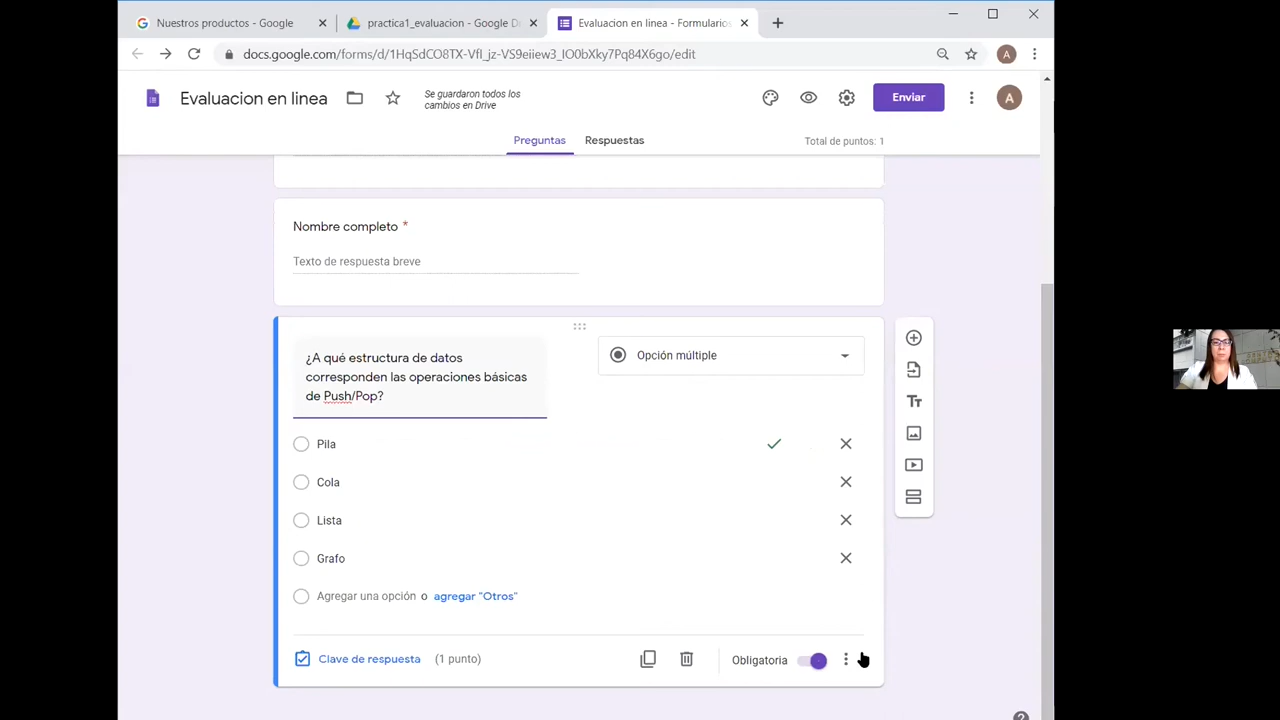 Nuestros productos - Google
practica1_evaluacion - Google D
Evaluacion en linea - Formularios
docs.google.com/forms/d/1HqSdCO8TX-VfI_jz-VS9eiiew3_IO0bXky7Pq84X6go/edit
A
Evaluacion en linea
Se guardaron todos los
cambios en Drive
Enviar
A
Preguntas
Respuestas
Total de puntos: 1
Nombre completo *
Texto de respuesta breve
¿A qué estructura de datos
corresponden las operaciones básicas
de Push/Pop?
Opción múltiple
Tt
Pila
Cola
Lista
Grafo
Agregar una opción o agregar "Otros"
Clave de respuesta (1 punto)
Obligatoria